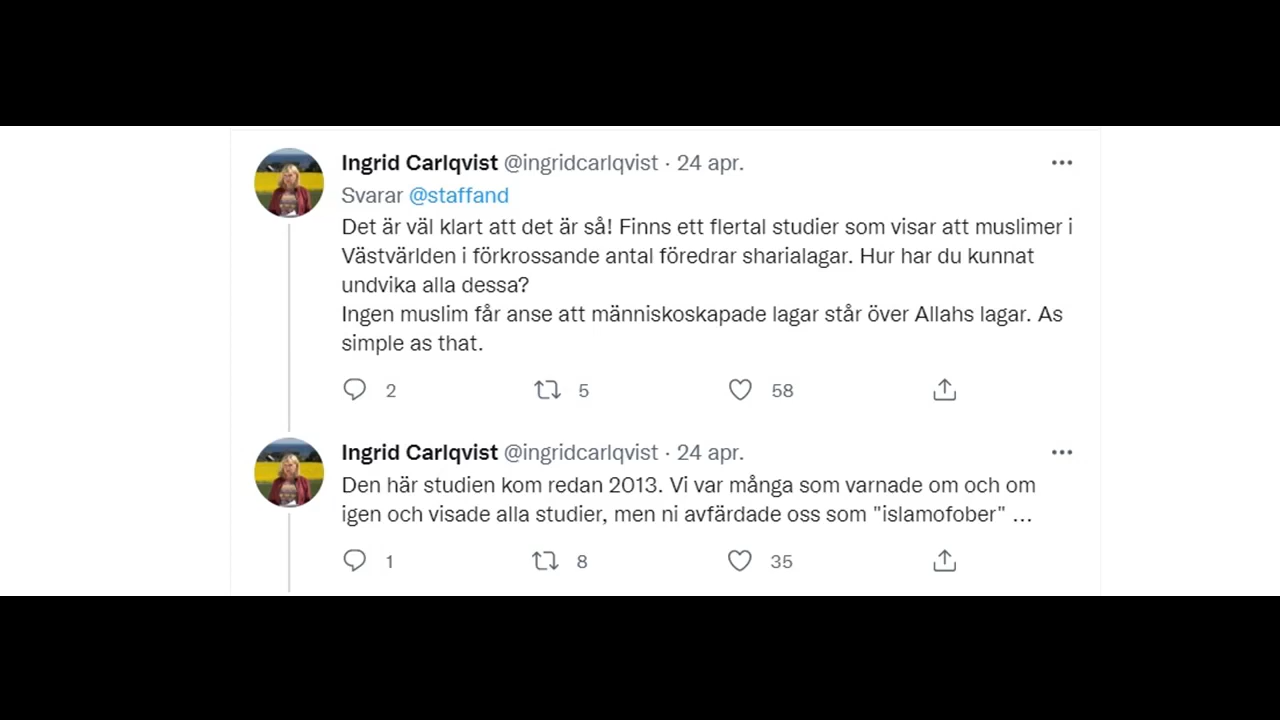 Ingrid Carlqvist @ingridcarlqvist · 24 apr.
Svarar @staffand
Det är väl klart att det är så! Finns ett flertal studier som visar att muslimer i
Västvärlden i förkrossande antal föredrar sharialagar. Hur har du kunnat
undvika alla dessa?
Ingen muslim får anse att människoskapade lagar står över Allahs lagar. As
simple as that.
2 5 58
Ingrid Carlqvist @ingridcarlqvist · 24 apr.
Den här studien kom redan 2013. Vi var många som varnade om och om
igen och visade alla studier, men ni avfärdade oss som "islamofober" ...
1 8 35